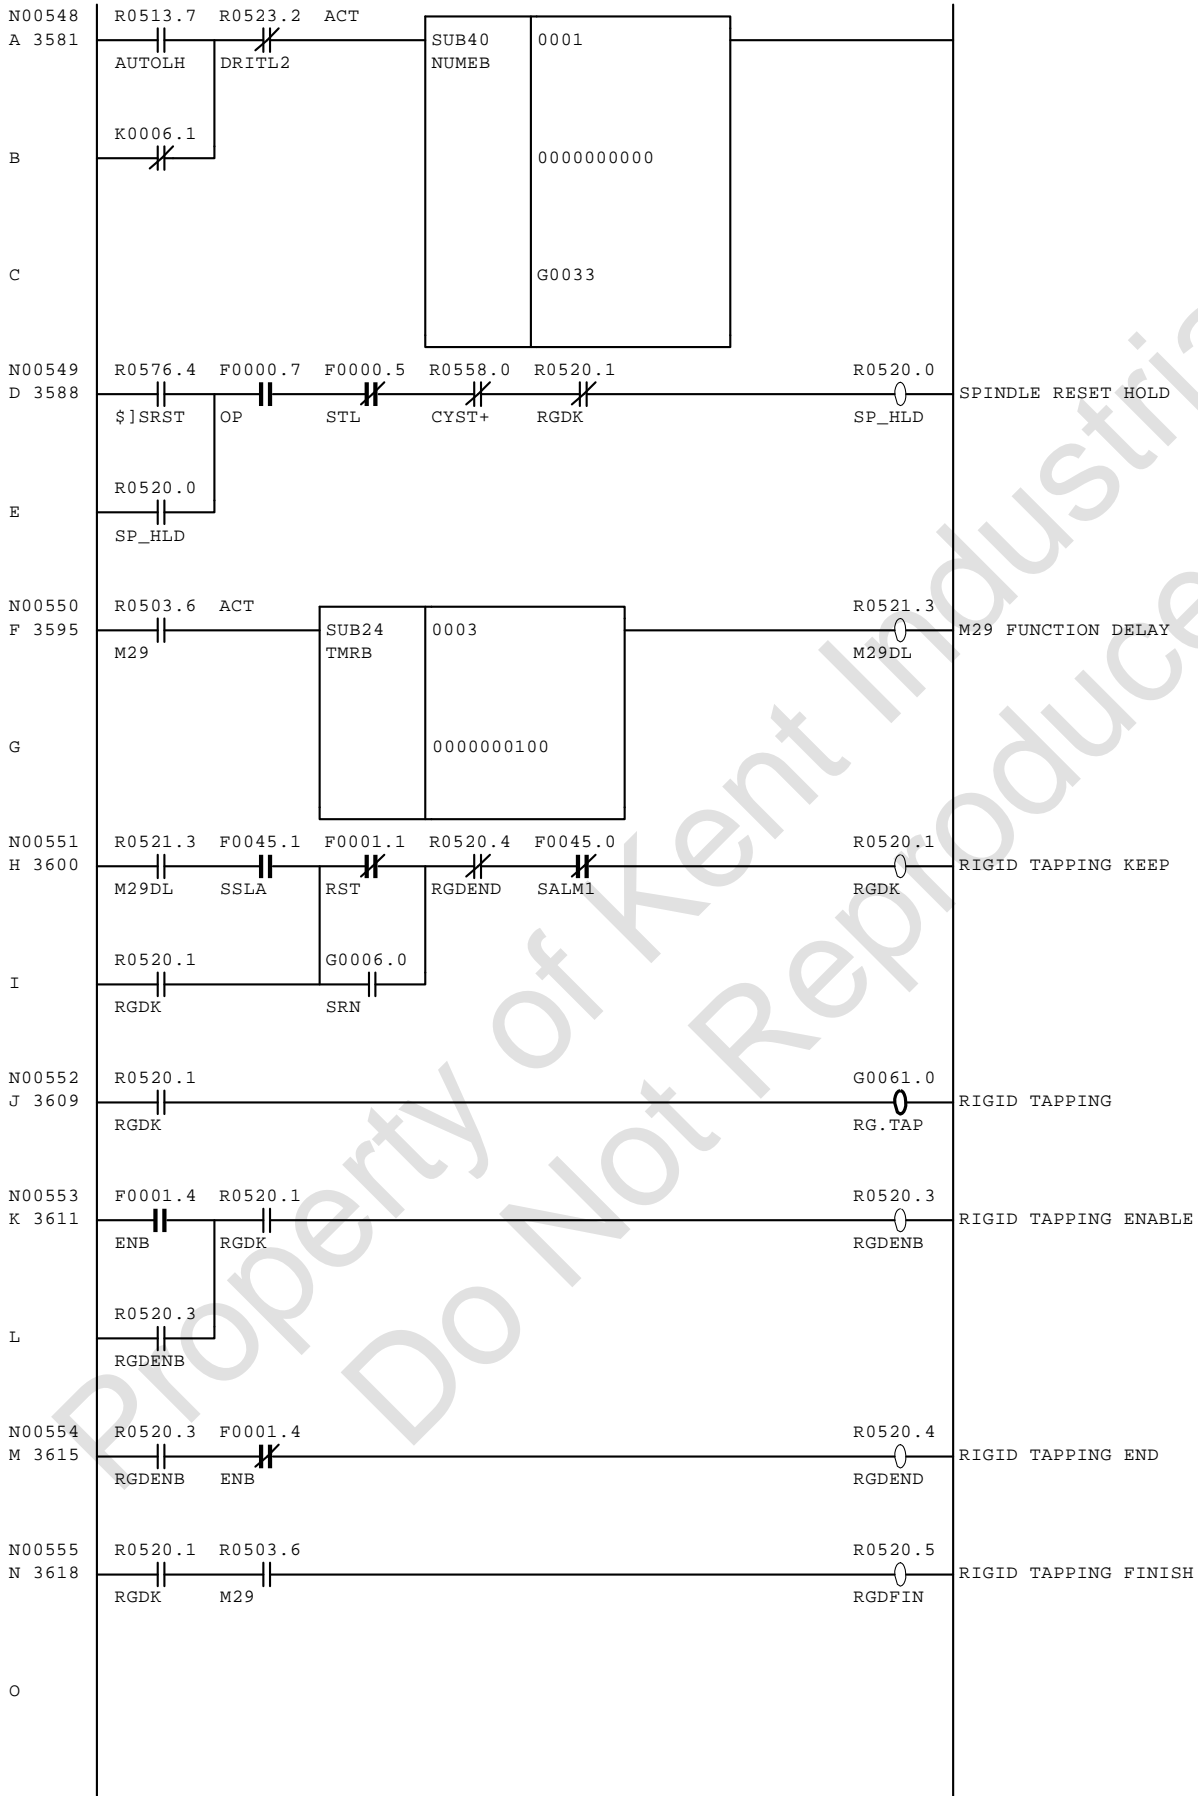 N00548 R0513.7 R0523.2 ACT
A 3581 SUB40 0001
AUTOLH DRITL2 NUMEB
K0006.1
B 0000000000
C G0033
N00549 R0576.4 F0000.7 F0000.5 R0558.0 R0520.1 R0520.0
D 3588 SPINDLE RESET HOLD
$]SRST OP STL CYST+ RGDK SP_HLD
R0520.0
E
SP_HLD
N00550 R0503.6 ACT R0521.3
F 3595 SUB24 0003 M29 FUNCTION DELAY
M29 TMRB M29DL
G 0000000100
N00551 R0521.3 F0045.1 F0001.1 R0520.4 F0045.0 R0520.1
H 3600 RIGID TAPPING KEEP
M29DL SSLA RST RGDEND SALM1 RGDK
R0520.1 G0006.0
I
RGDK SRN
N00552 R0520.1 G0061.0
J 3609 RIGID TAPPING
RGDK RG.TAP
N00553 F0001.4 R0520.1 R0520.3
K 3611 RIGID TAPPING ENABLE
ENB RGDK RGDENB
R0520.3
L
RGDENB
N00554 R0520.3 F0001.4 R0520.4
M 3615 RIGID TAPPING END
RGDENB ENB RGDEND
N00555 R0520.1 R0503.6 R0520.5
N 3618 RIGID TAPPING FINISH
RGDK M29 RGDFIN
O
Property of Kent Industria
Do Not Reproduce